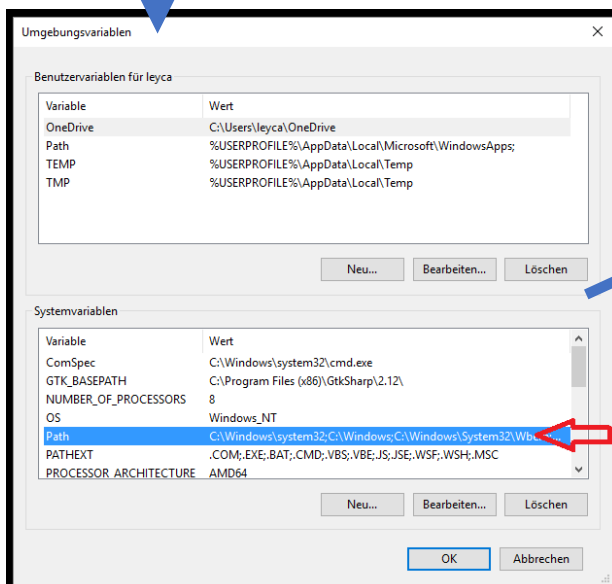 Umgebungsvariablen
Benutzervariablen für leyca
Variable Wert
OneDrive C:\Users\leyca\OneDrive
Path %USERPROFILE%\AppData\Local\Microsoft\WindowsApps;
TEMP %USERPROFILE%\AppData\Local\Temp
TMP %USERPROFILE%\AppData\Local\Temp
Neu... Bearbeiten... Löschen
Systemvariablen
Variable Wert
ComSpec C:\Windows\system32\cmd.exe
GTK_BASEPATH C:\Program Files (x86)\GtkSharp\2.12\
NUMBER_OF_PROCESSORS 8
OS Windows_NT
Path C:\Windows\system32;C:\Windows;C:\Windows\System32\
PATHEXT .COM;.EXE;.BAT;.CMD;.VBS;.VBE;.JS;.JSE;.WSF;.WSH;.MSC
PROCESSOR_ARCHITECTURE AMD64
Neu... Bearbeiten... Löschen
OK Abbrechen